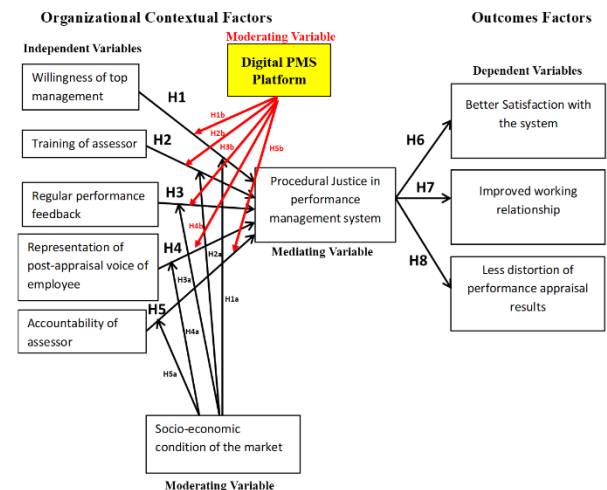 Organizational Contextual Factors
Outcomes Factors
Moderating Variable
Independent Variables
Digital PMS
Platform
Dependent Variables
Willingness of top
management
H1
H1b
H2b
H3b
H5b
Better Satisfaction with
the system
H6
Training of assessor
H2
Procedural Justice in
performance
management system
Mediating Variable
H7
Improved working
relationship
Regular performance
feedback
H3
H4b
H8
Representation of
post-appraisal voice of
employee
H4
H2a
H3a
H1a
Less distortion of
performance appraisal
results
Accountability of
assessor
H5
H4a
H5a
Socio-economic
condition of the market
Moderating Variable